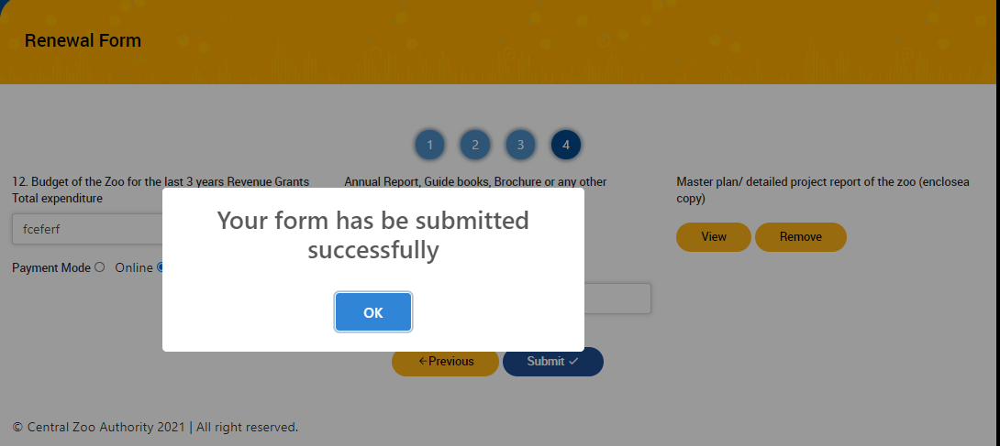 Renewal Form
1
2
3
4
12. Budget of the Zoo for the last 3 years Revenue Grants
Total expenditure
fceferf
Payment Mode
Online
Annual Report, Guide books, Brochure or any other
Master plan/ detailed project report of the zoo (enclosea
copy)
View
Remove
Your form has be submitted
successfully
OK
Previous
Submit
© Central Zoo Authority 2021 | All right reserved.